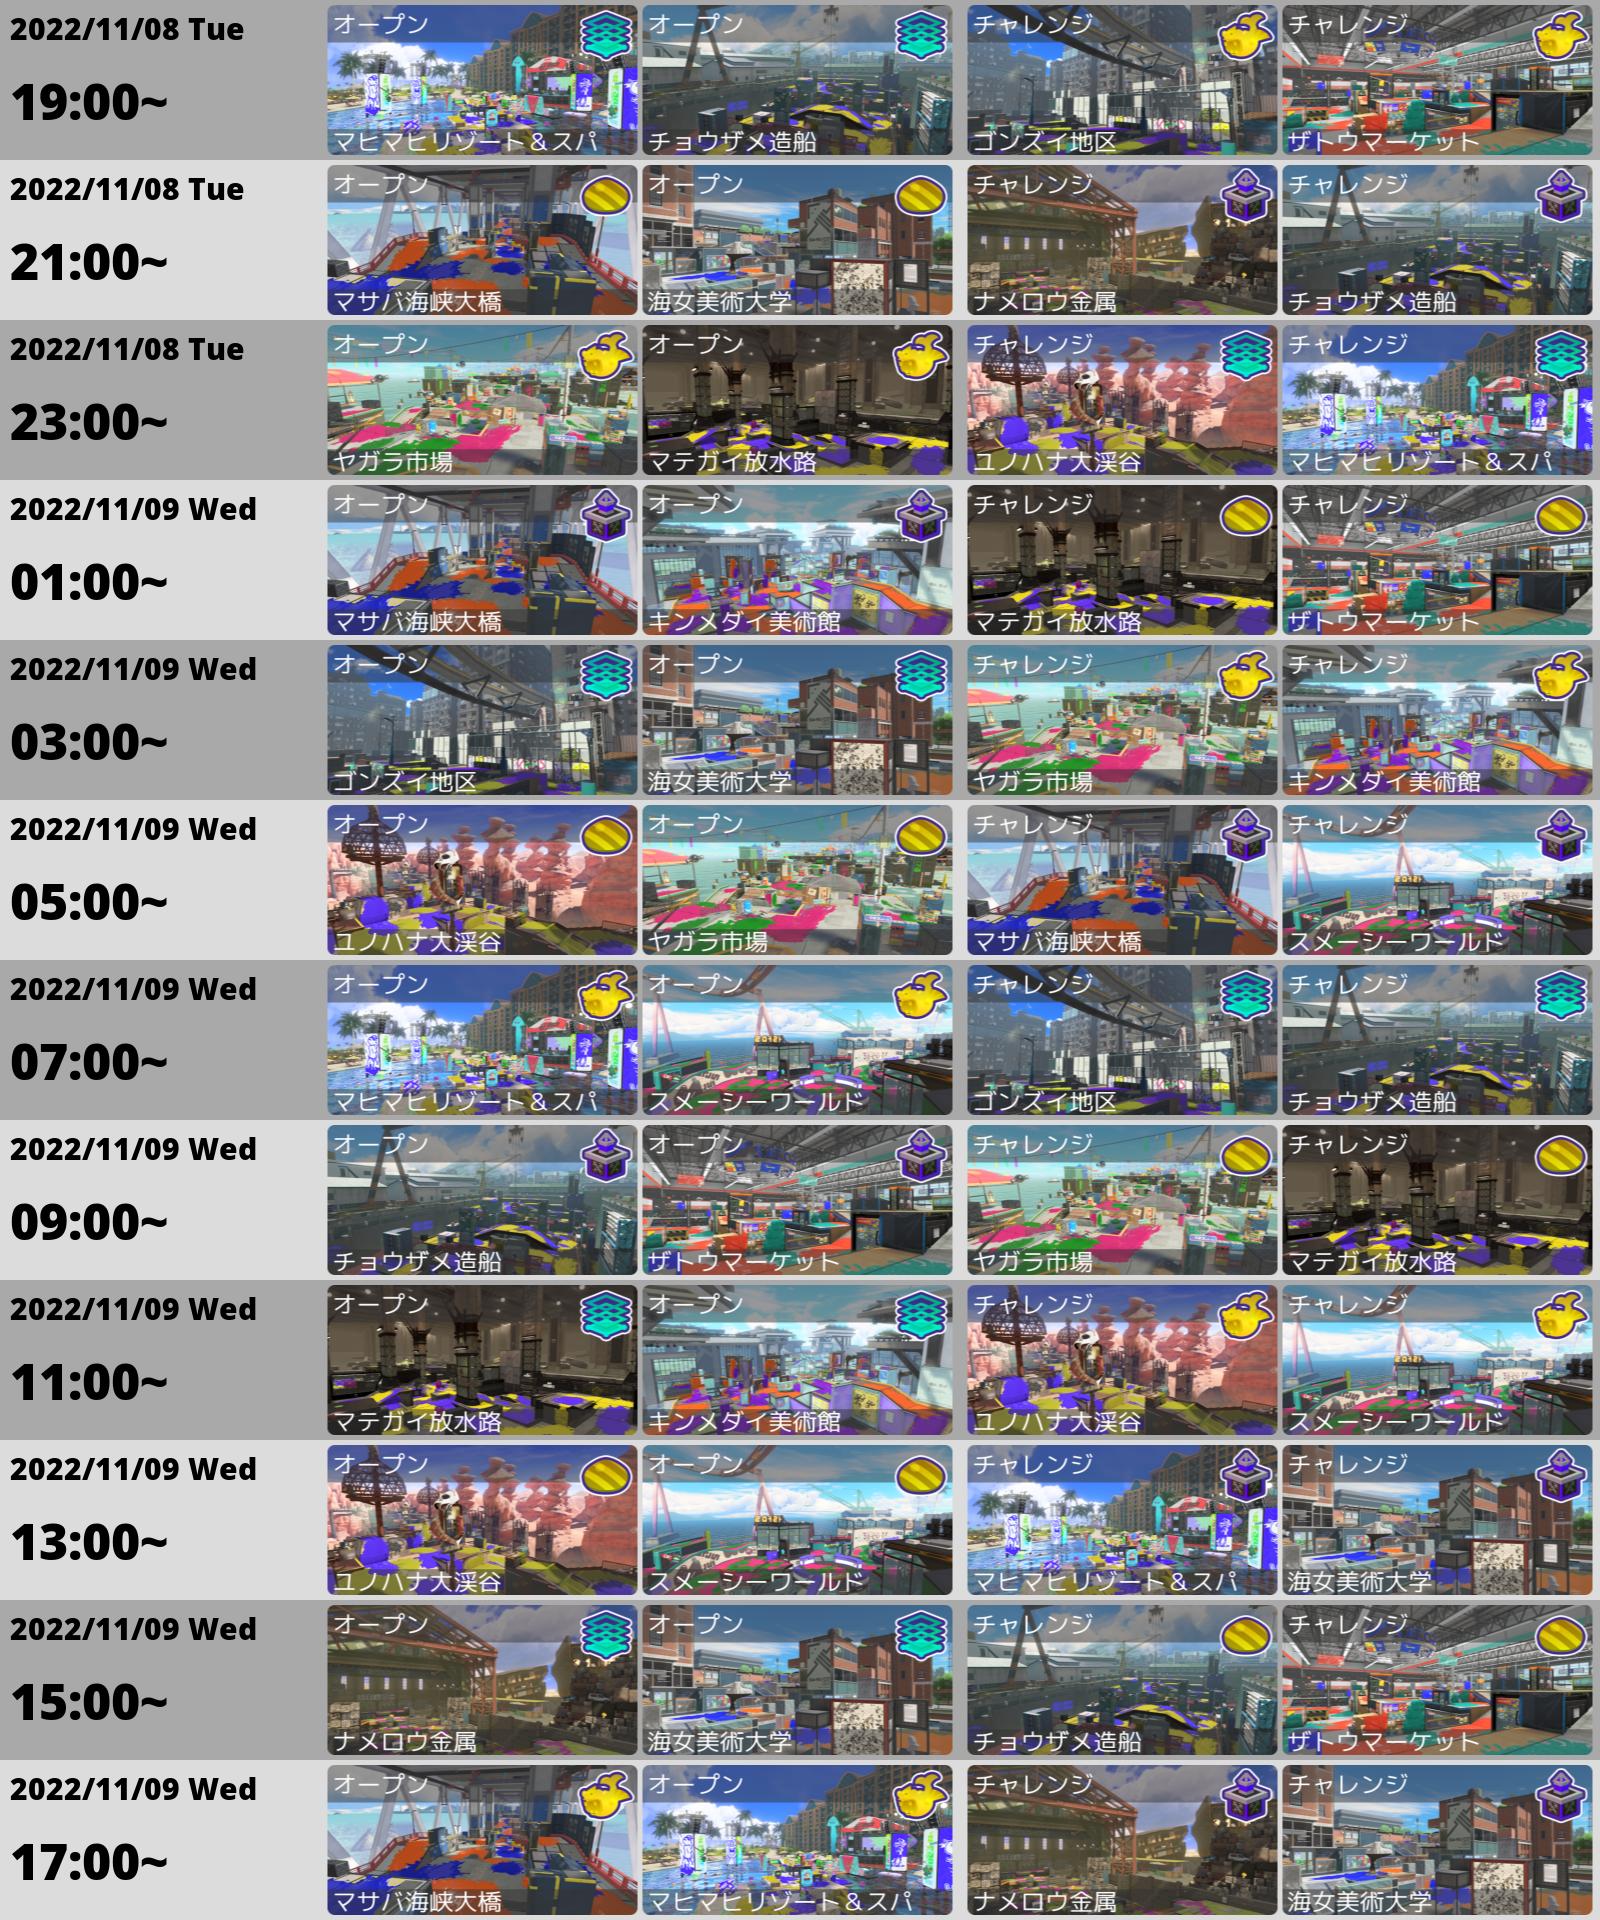 2022/11/08 Tue
19:00~
オープン オープン チャレンジ チャレンジ
マヒマヒリゾート＆スパ チョウザメ造船 ゴンズイ地区 ザトウマーケット
2022/11/08 Tue
21:00~
オープン オープン チャレンジ チャレンジ
マサバ海峡大橋 海女美術大学 ナメロウ金属 チョウザメ造船
2022/11/08 Tue
23:00~
オープン オープン チャレンジ チャレンジ
ヤガラ市場 マテガイ放水路 ユノハナ大渓谷 マヒマヒリゾート＆スパ
2022/11/09 Wed
01:00~
オープン オープン チャレンジ チャレンジ
マサバ海峡大橋 キンメダイ美術館 マテガイ放水路 ザトウマーケット
2022/11/09 Wed
03:00~
オープン オープン チャレンジ チャレンジ
ゴンズイ地区 海女美術大学 ヤガラ市場 キンメダイ美術館
2022/11/09 Wed
05:00~
オープン オープン チャレンジ チャレンジ
ユノハナ大渓谷 ヤガラ市場 マサバ海峡大橋 スメーシーワールド
2022/11/09 Wed
07:00~
オープン オープン チャレンジ チャレンジ
マヒマヒリゾート＆スパ スメーシーワールド ゴンズイ地区 チョウザメ造船
2022/11/09 Wed
09:00~
オープン オープン チャレンジ チャレンジ
チョウザメ造船 ザトウマーケット ヤガラ市場 マテガイ放水路
2022/11/09 Wed
11:00~
オープン オープン チャレンジ チャレンジ
マテガイ放水路 キンメダイ美術館 ユノハナ大渓谷 スメーシーワールド
2022/11/09 Wed
13:00~
オープン オープン チャレンジ チャレンジ
ユノハナ大渓谷 スメーシーワールド マヒマヒリゾート＆スパ 海女美術大学
2022/11/09 Wed
15:00~
オープン オープン チャレンジ チャレンジ
ナメロウ金属 海女美術大学 チョウザメ造船 ザトウマーケット
2022/11/09 Wed
17:00~
オープン オープン チャレンジ チャレンジ
マサバ海峡大橋 マヒマヒリゾート＆スパ ナメロウ金属 海女美術大学